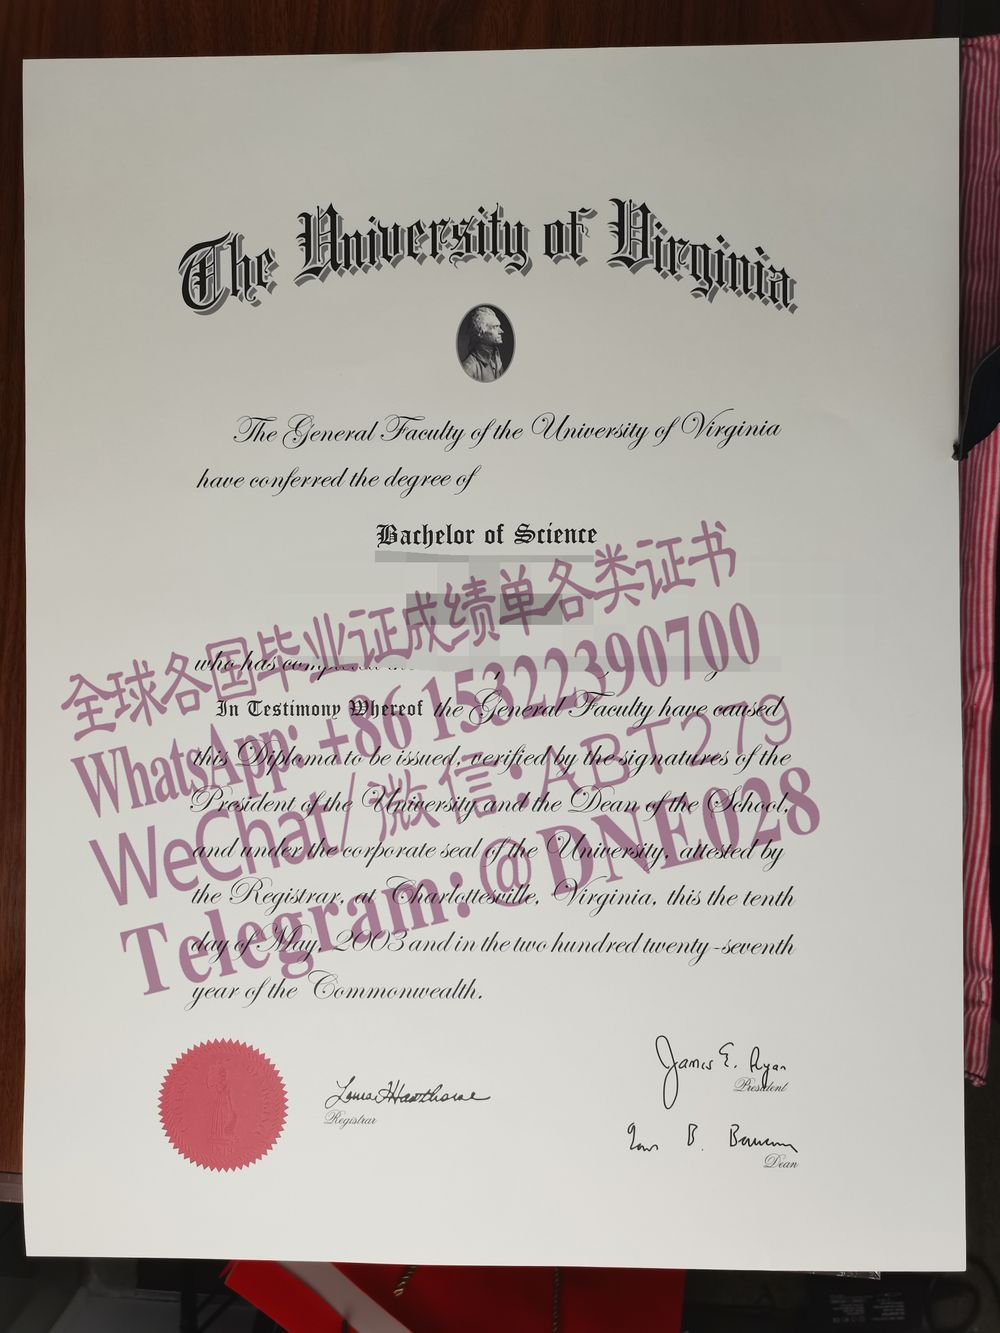 The University of Virginia
The General Faculty of the University of Virginia
have conferred the degree of
Bachelor of Science
全球各国毕业证成绩单各类证书
who has
WhatsApp: +86 15322390700
In Testimony Whereof the General Faculty have caused
this Diploma to be issued, verified by the signatures of the
WeChat/微信:ABT279
President of the University and the Dean of the School,
and under the corporate seal of the University, attested by
Telegram:@DNE028
the Registrar, at Charlottesville, Virginia, this the tenth
day of May, 2003 and in the two hundred twenty-seventh
year of the Commonwealth.
James E. Ryan
President
Registrar
Dean